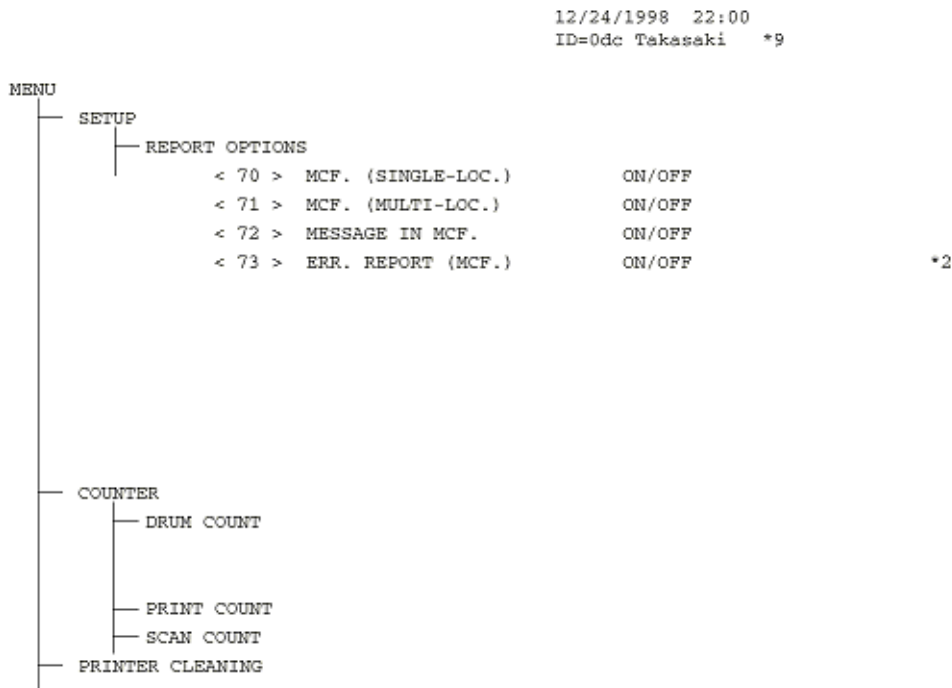 12/24/1998 22:00
ID=0dc Takasaki *9
MENU
SETUP
REPORT OPTIONS
< 70 > MCF. (SINGLE-LOC.) ON/OFF
< 71 > MCF. (MULTI-LOC.) ON/OFF
< 72 > MESSAGE IN MCF. ON/OFF
< 73 > ERR. REPORT (MCF.) ON/OFF *2
COUNTER
DRUM COUNT
PRINT COUNT
SCAN COUNT
PRINTER CLEANING